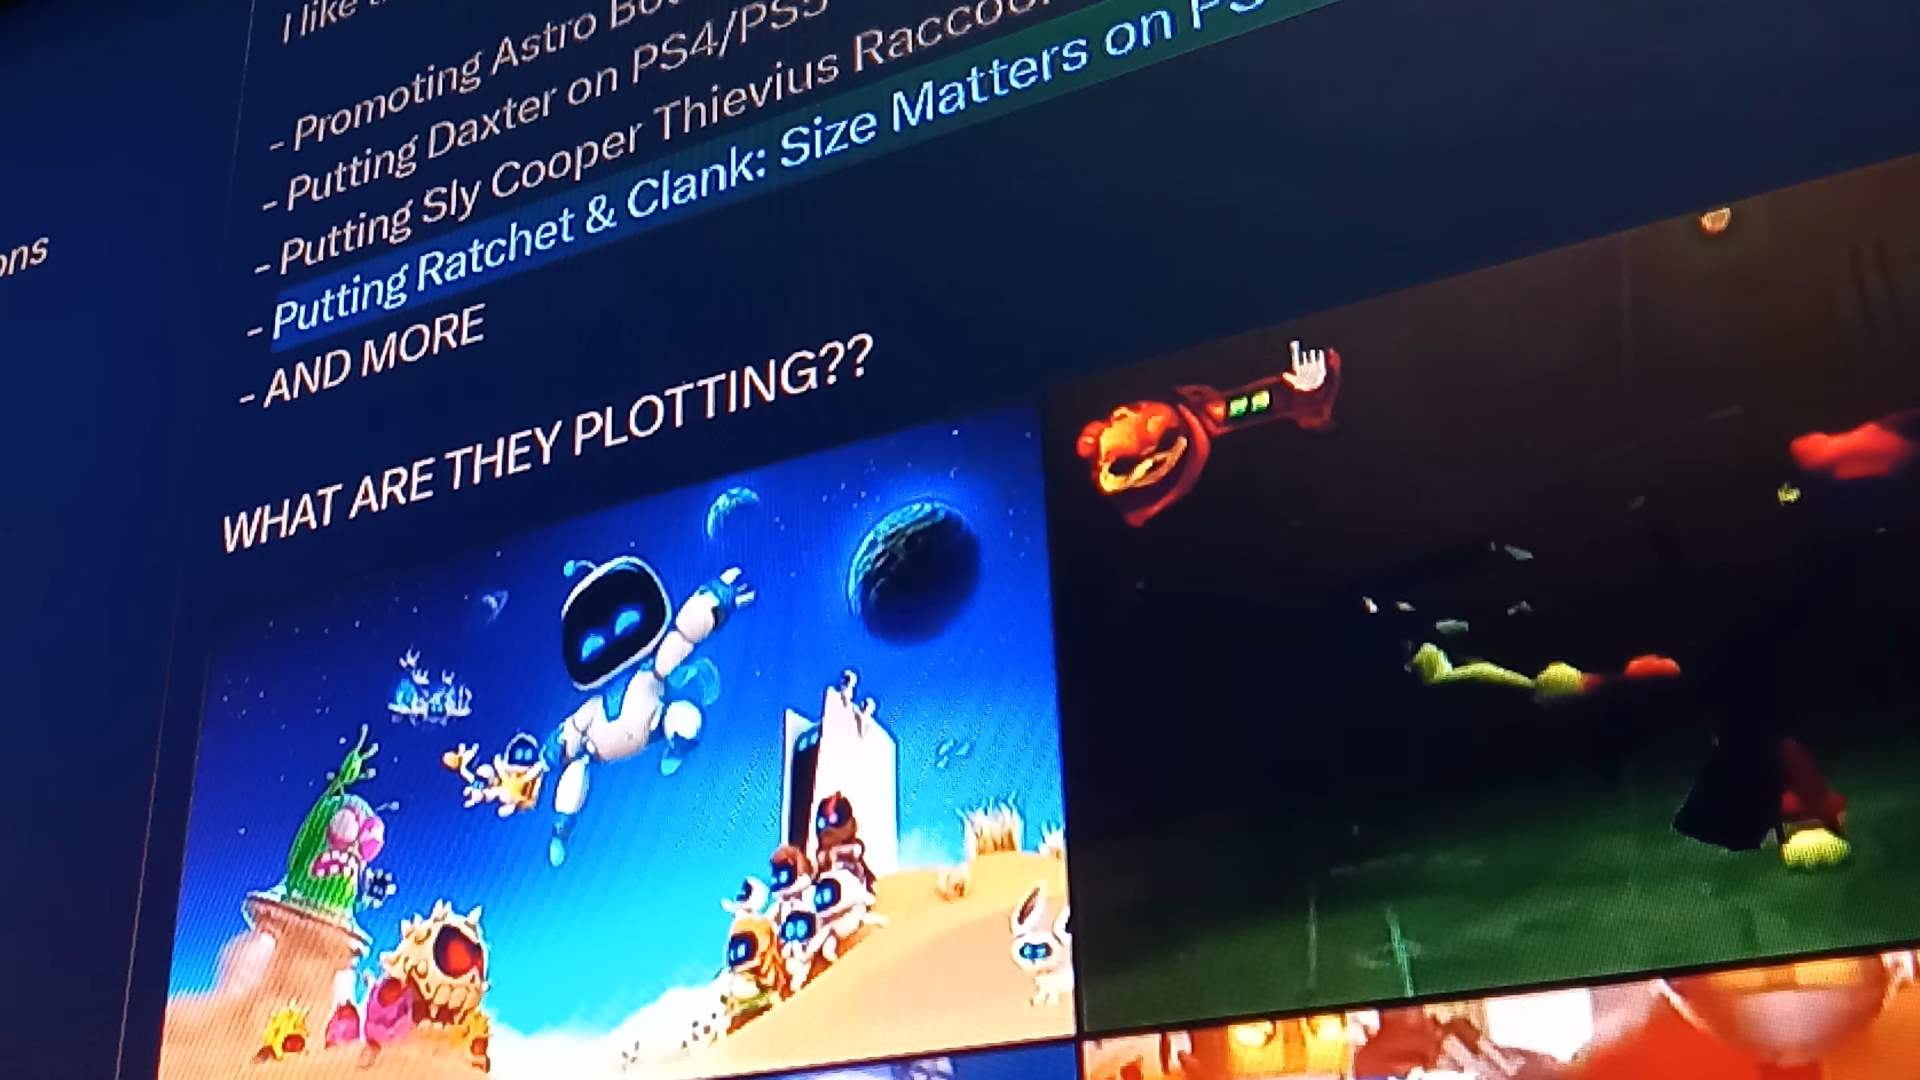 I like
- Promoting Astro
- Putting Daxter on PS4/PS5
- Putting Sly Cooper Thievius
- Putting Ratchet & Clank: Size Matters on
- AND MORE
WHAT ARE THEY PLOTTING??